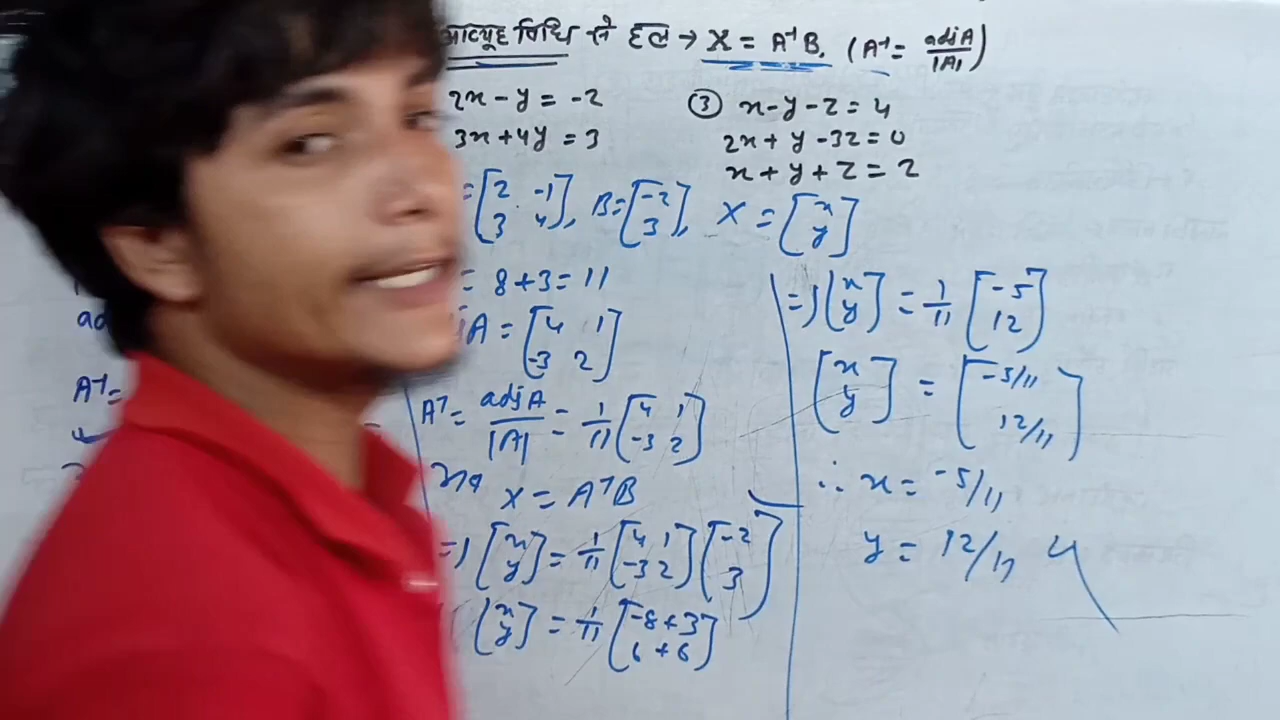 आव्यूह विधि से हल → X = A⁻¹B. (A⁻¹ = adjA/|A|)
2x - y = -2
3x + 4y = 3
③ x - y - z = 4
2x + y - 3z = 0
x + y + z = 2
= [2 -1; 3 4], B = [-2; 3], X = [x; y]
= 8 + 3 = 11
A = [4 1; -3 2]
A⁻¹ = adjA/|A| = 1/11 [4 1; -3 2]
X = A⁻¹B
=> [x; y] = 1/11 [4 1; -3 2] [-2; 3]
[x; y] = 1/11 [-8 + 3; 6 + 6]
=> [x; y] = 1/11 [-5; 12]
[x; y] = [-5/11; 12/11]
∴ x = -5/11
y = 12/11
ad
A⁻¹ =